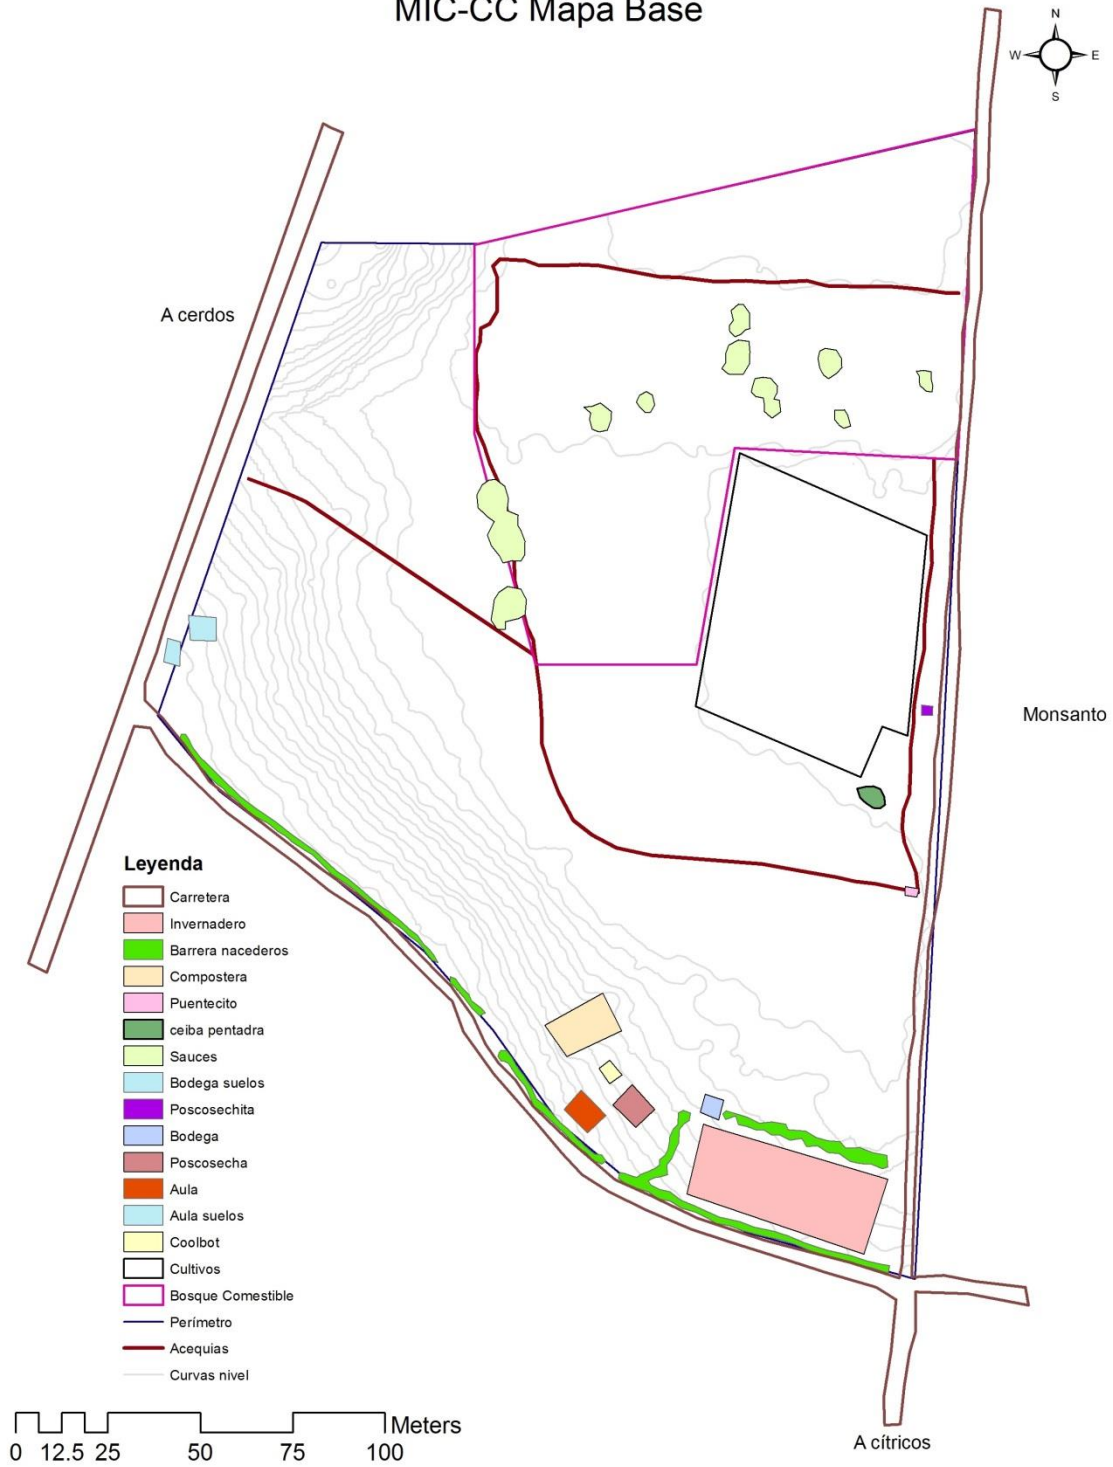 MIC-CC Mapa Base
N
W
E
S
A cerdos
Monsanto
Leyenda
Carretera
Invernadero
Barrera nacederos
Compostera
Puentecito
ceiba pentadra
Sauces
Bodega suelos
Poscosechita
Bodega
Poscosecha
Aula
Aula suelos
Coolbot
Cultivos
Bosque Comestible
Perímetro
Acequias
Curvas nivel
Meters
0 12.5 25 50 75 100
A cítricos